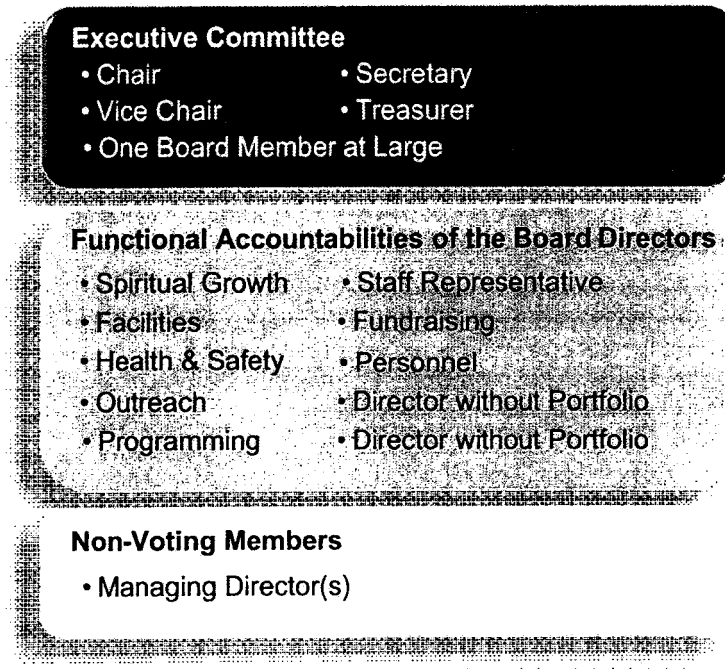 Executive Committee
• Chair • Secretary
• Vice Chair • Treasurer
• One Board Member at Large
Functional Accountabilities of the Board Directors
• Spiritual Growth • Staff Representative
• Facilities • Fundraising
• Health & Safety • Personnel
• Outreach • Director without Portfolio
• Programming • Director without Portfolio
Non-Voting Members
• Managing Director(s)